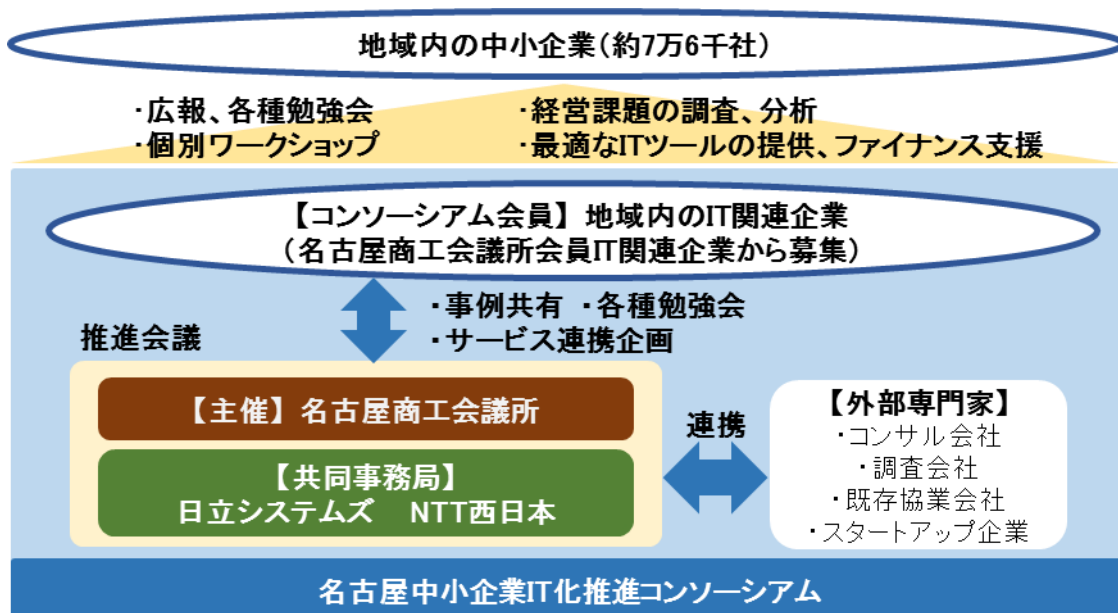 地域内の中小企業(約7万6千社)
・広報、各種勉強会
・個別ワークショップ
・経営課題の調査、分析
・最適なITツールの提供、ファイナンス支援
【コンソーシアム会員】地域内のIT関連企業
(名古屋商工会議所会員IT関連企業から募集)
・事例共有 ・各種勉強会
・サービス連携企画
推進会議
【主催】名古屋商工会議所
【共同事務局】
日立システムズ NTT西日本
連携
【外部専門家】
・コンサル会社
・調査会社
・既存協業会社
・スタートアップ企業
名古屋中小企業IT化推進コンソーシアム